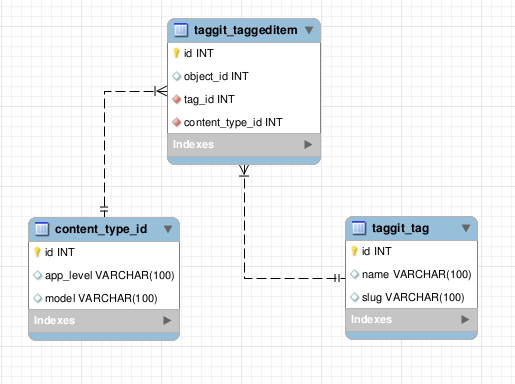 taggit_taggeditem
id INT
object_id INT
tag_id INT
content_type_id INT
Indexes
content_type_id
id INT
app_level VARCHAR(100)
model VARCHAR(100)
Indexes
taggit_tag
id INT
name VARCHAR(100)
slug VARCHAR(100)
Indexes